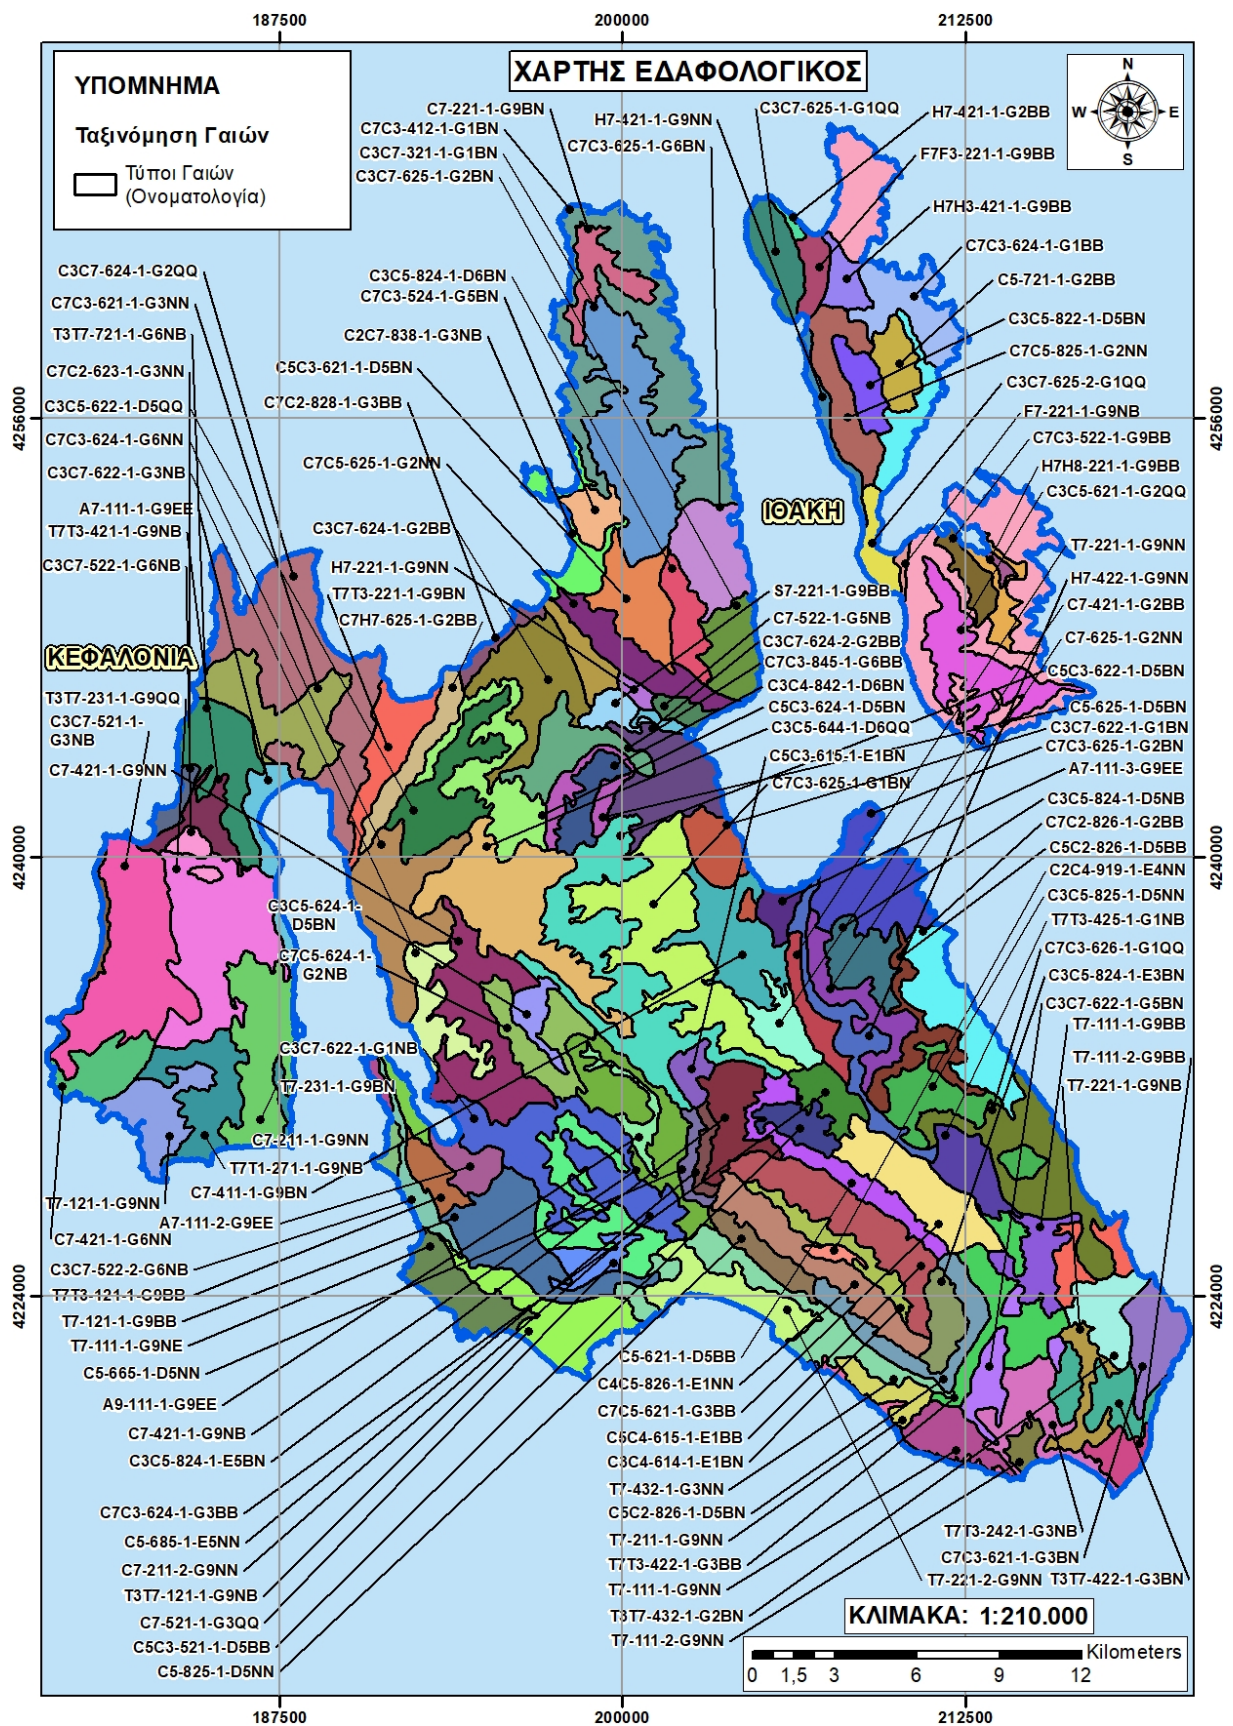 187500
200000
212500
ΥΠΟΜΝΗΜΑ
Ταξινόμηση Γαιών
Τύποι Γαιών
(Ονοματολογία)
ΧΑΡΤΗΣ ΕΔΑΦΟΛΟΓΙΚΟΣ
N
W
E
S
C7-221-1-G9BN
C7C3-412-1-G1BN
C3C7-321-1-G1BN
C3C7-625-1-G2BN
H7-421-1-G9NN
C7C3-625-1-G6BN
C3C7-625-1-G1QQ
H7-421-1-G2BB
F7F3-221-1-G9BB
H7H3-421-1-G9BB
C7C3-624-1-G1BB
C5-721-1-G2BB
C3C5-822-1-D5BN
C7C5-825-1-G2NN
C3C7-625-2-G1QQ
F7-221-1-G9NB
C7C3-522-1-G9BB
H7H8-221-1-G9BB
C3C5-621-1-G2QQ
T7-221-1-G9NN
H7-422-1-G9NN
C7-421-1-G2BB
C7-625-1-G2NN
C5C3-622-1-D5BN
C5-625-1-D5BN
C3C7-622-1-G1BN
C7C3-625-1-G2BN
A7-111-3-G9EE
C3C5-824-1-D5NB
C7C2-826-1-G2BB
C5C2-826-1-D5BB
C2C4-919-1-E4NN
C3C5-825-1-D5NN
T7T3-425-1-G1NB
C7C3-626-1-G1QQ
C3C5-824-1-E3BN
C3C7-622-1-G5BN
T7-111-1-G9BB
T7-111-2-G9BB
T7-221-1-G9NB
C3C7-624-1-G2QQ
C7C3-621-1-G3NN
T3T7-721-1-G6NB
C7C2-623-1-G3NN
C3C5-622-1-D5QQ
C7C3-624-1-G6NN
C3C7-622-1-G3NB
A7-111-1-G9EE
T7T3-421-1-G9NB
C3C7-522-1-G6NB
C3C5-824-1-D6BN
C7C3-524-1-G5BN
C2C7-838-1-G3NB
C5C3-621-1-D5BN
C7C2-828-1-G3BB
C7C5-625-1-G2NN
C3C7-624-1-G2BB
H7-221-1-G9NN
T7T3-221-1-G9BN
C7H7-625-1-G2BB
ΙΘΑΚΗ
ΚΕΦΑΛΟΝΙΑ
S7-221-1-G9BB
C7-522-1-G5NB
C3C7-624-2-G2BB
C7C3-845-1-G6BB
C3C4-842-1-D6BN
C5C3-624-1-D5BN
C3C5-644-1-D6QQ
C5C3-615-1-E1BN
C7C3-625-1-G1BN
T3T7-231-1-G9QQ
C3C7-521-1-
G3NB
C7-421-1-G9NN
C3C5-624-1-
D5BN
C7C5-624-1-
G2NB
C3C7-622-1-G1NB
T7-231-1-G9BN
C7-211-1-G9NN
T7T1-271-1-G9NB
C7-411-1-G9BN
T7-121-1-G9NN
A7-111-2-G9EE
C7-421-1-G6NN
C3C7-522-2-G6NB
T7T3-121-1-G9BB
T7-121-1-G9BB
T7-111-1-G9NE
C5-665-1-D5NN
A9-111-1-G9EE
C7-421-1-G9NB
C3C5-824-1-E5BN
C7C3-624-1-G3BB
C5-685-1-E5NN
C7-211-2-G9NN
T3T7-121-1-G9NB
C7-521-1-G3QQ
C5C3-521-1-D5BB
C5-825-1-D5NN
C5-621-1-D5BB
C4C5-826-1-E1NN
C7C5-621-1-G3BB
C5C4-615-1-E1BB
C3C4-614-1-E1BN
T7-432-1-G3NN
C5C2-826-1-D5BN
T7-211-1-G9NN
T7T3-422-1-G3BB
T7-111-1-G9NN
T3T7-432-1-G2BN
T7-111-2-G9NN
T7T3-242-1-G3NB
C7C3-621-1-G3BN
T7-221-2-G9NN
T3T7-422-1-G3BN
ΚΛΙΜΑΚΑ: 1:210.000
Kilometers
0 1,5 3 6 9 12
4256000
4240000
4224000
4256000
4240000
4224000
187500
200000
212500